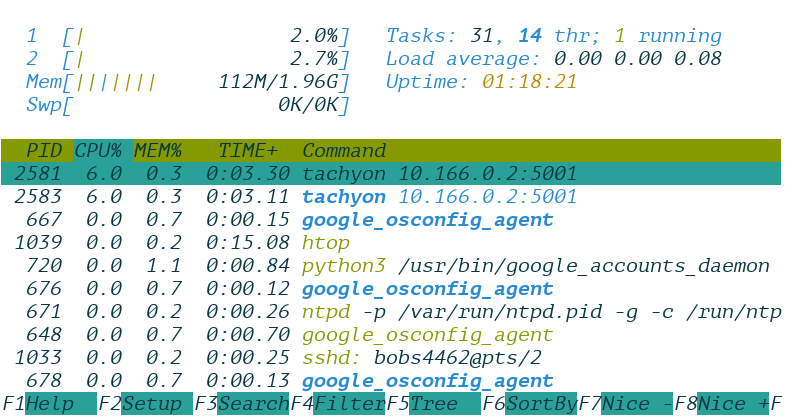 1 [| 2.0%] Tasks: 31, 14 thr; 1 running
2 [| 2.7%] Load average: 0.00 0.00 0.08
Mem[||||||| 112M/1.96G] Uptime: 01:18:21
Swp[ 0K/0K]
PID CPU% MEM% TIME+ Command
2581 6.0 0.3 0:03.30 tachyon 10.166.0.2:5001
2583 6.0 0.3 0:03.11 tachyon 10.166.0.2:5001
667 0.0 0.7 0:00.15 google_osconfig_agent
1039 0.0 0.2 0:15.08 htop
720 0.0 1.1 0:00.84 python3 /usr/bin/google_accounts_daemon
676 0.0 0.7 0:00.12 google_osconfig_agent
671 0.0 0.2 0:00.26 ntpd -p /var/run/ntpd.pid -g -c /run/ntp
648 0.0 0.7 0:00.70 google_osconfig_agent
1033 0.0 0.2 0:00.25 sshd: bobs4462@pts/2
678 0.0 0.7 0:00.13 google_osconfig_agent
F1Help F2Setup F3SearchF4FilterF5Tree F6SortByF7Nice -F8Nice +F